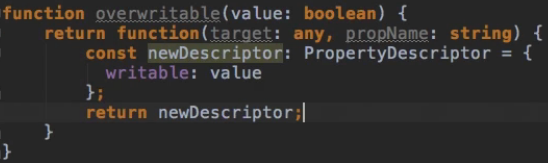 function overwritable(value: boolean) {
    return function(target: any, propName: string) {
        const newDescriptor: PropertyDescriptor = {
            writable: value
        };
        return newDescriptor;
    }
}